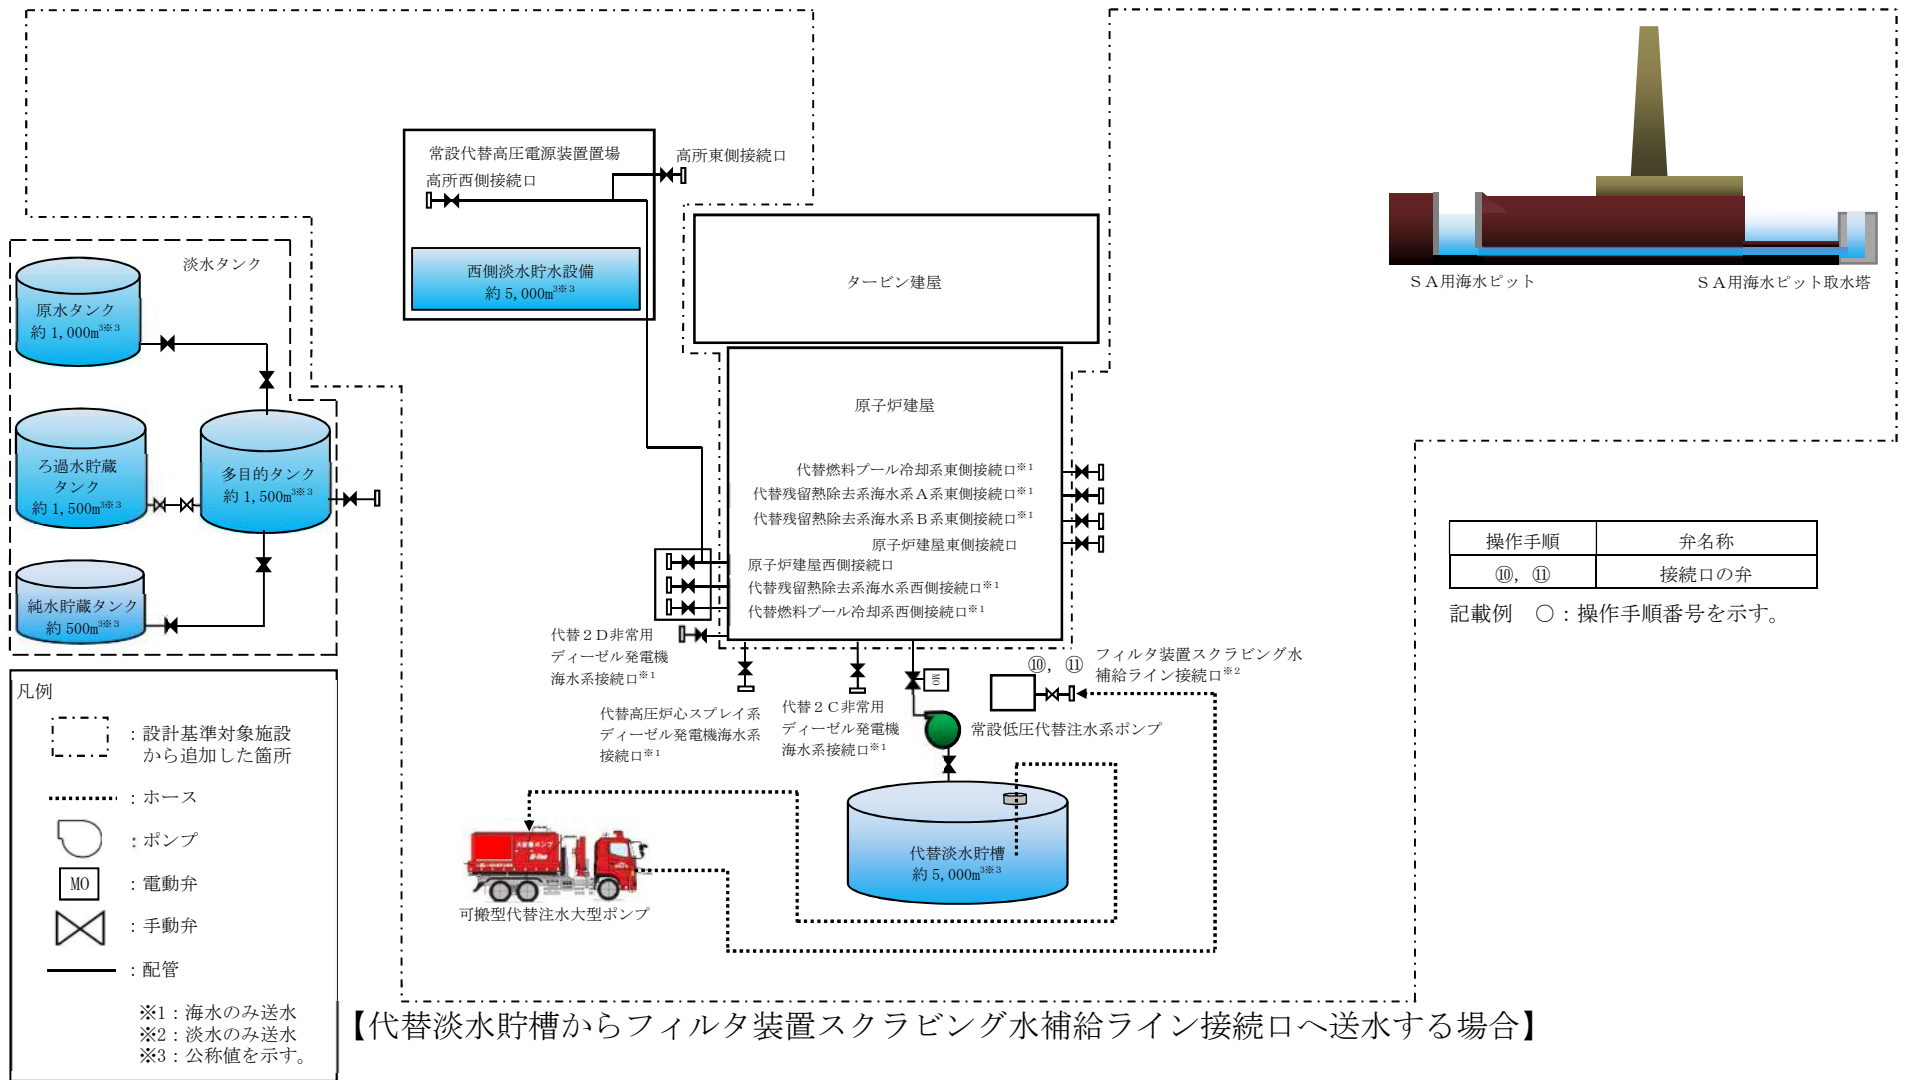 常設代替高圧電源装置置場
高所西側接続口
高所東側接続口
西側淡水貯水設備
約5,000m³※3
淡水タンク
原水タンク
約1,000m³※3
ろ過水貯蔵
タンク
約1,500m³※3
多目的タンク
約1,500m³※3
純水貯蔵タンク
約500m³※3
タービン建屋
原子炉建屋
代替燃料プール冷却系東側接続口※1
代替残留熱除去系海水系A系東側接続口※1
代替残留熱除去系海水系B系東側接続口※1
原子炉建屋東側接続口
原子炉建屋西側接続口
代替残留熱除去系海水系西側接続口※1
代替燃料プール冷却系西側接続口※1
代替2D非常用
ディーゼル発電機
海水系接続口※1
代替高圧炉心スプレイ系
ディーゼル発電機海水系
接続口※1
代替2C非常用
ディーゼル発電機
海水系接続口※1
MO
⑩,⑪
フィルタ装置スクラビング水
補給ライン接続口※2
常設低圧代替注水系ポンプ
代替淡水貯槽
約5,000m³※3
可搬型代替注水大型ポンプ
SA用海水ピット
SA用海水ピット取水塔
操作手順 弁名称
⑩,⑪ 接続口の弁
記載例 ○:操作手順番号を示す。
凡例
:設計基準対象施設
から追加した箇所
:ホース
:ポンプ
MO :電動弁
:手動弁
:配管
※1:海水のみ送水
※2:淡水のみ送水
※3:公称値を示す。
【代替淡水貯槽からフィルタ装置スクラビング水補給ライン接続口へ送水する場合】